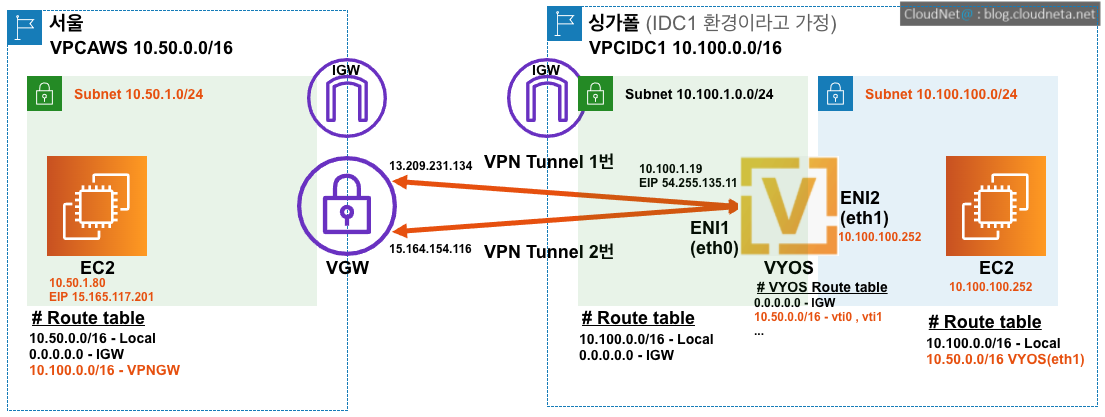 서울
VPCAWS 10.50.0.0/16
Subnet 10.50.1.0/24
IGW
EC2
10.50.1.80
EIP 15.165.117.201
VGW
# Route table
10.50.0.0/16 - Local
0.0.0.0.0 - IGW
10.100.0.0/16 - VPNGW
13.209.231.134
VPN Tunnel 1번
15.164.154.116
VPN Tunnel 2번
싱가폴 (IDC1 환경이라고 가정)
VPCIDC1 10.100.0.0/16
CloudNet@ : blog.cloudneta.net
IGW
Subnet 10.100.1.0.0/24
Subnet 10.100.100.0/24
10.100.1.19
EIP 54.255.135.11
ENI1
(eth0)
V
ENI2
(eth1)
10.100.100.252
VYOS
EC2
10.100.100.252
# VYOS Route table
0.0.0.0.0 - IGW
10.50.0.0/16 - vti0 , vti1
...
# Route table
10.100.0.0/16 - Local
0.0.0.0.0 - IGW
# Route table
10.100.0.0/16 - Local
10.50.0.0/16 VYOS(eth1)